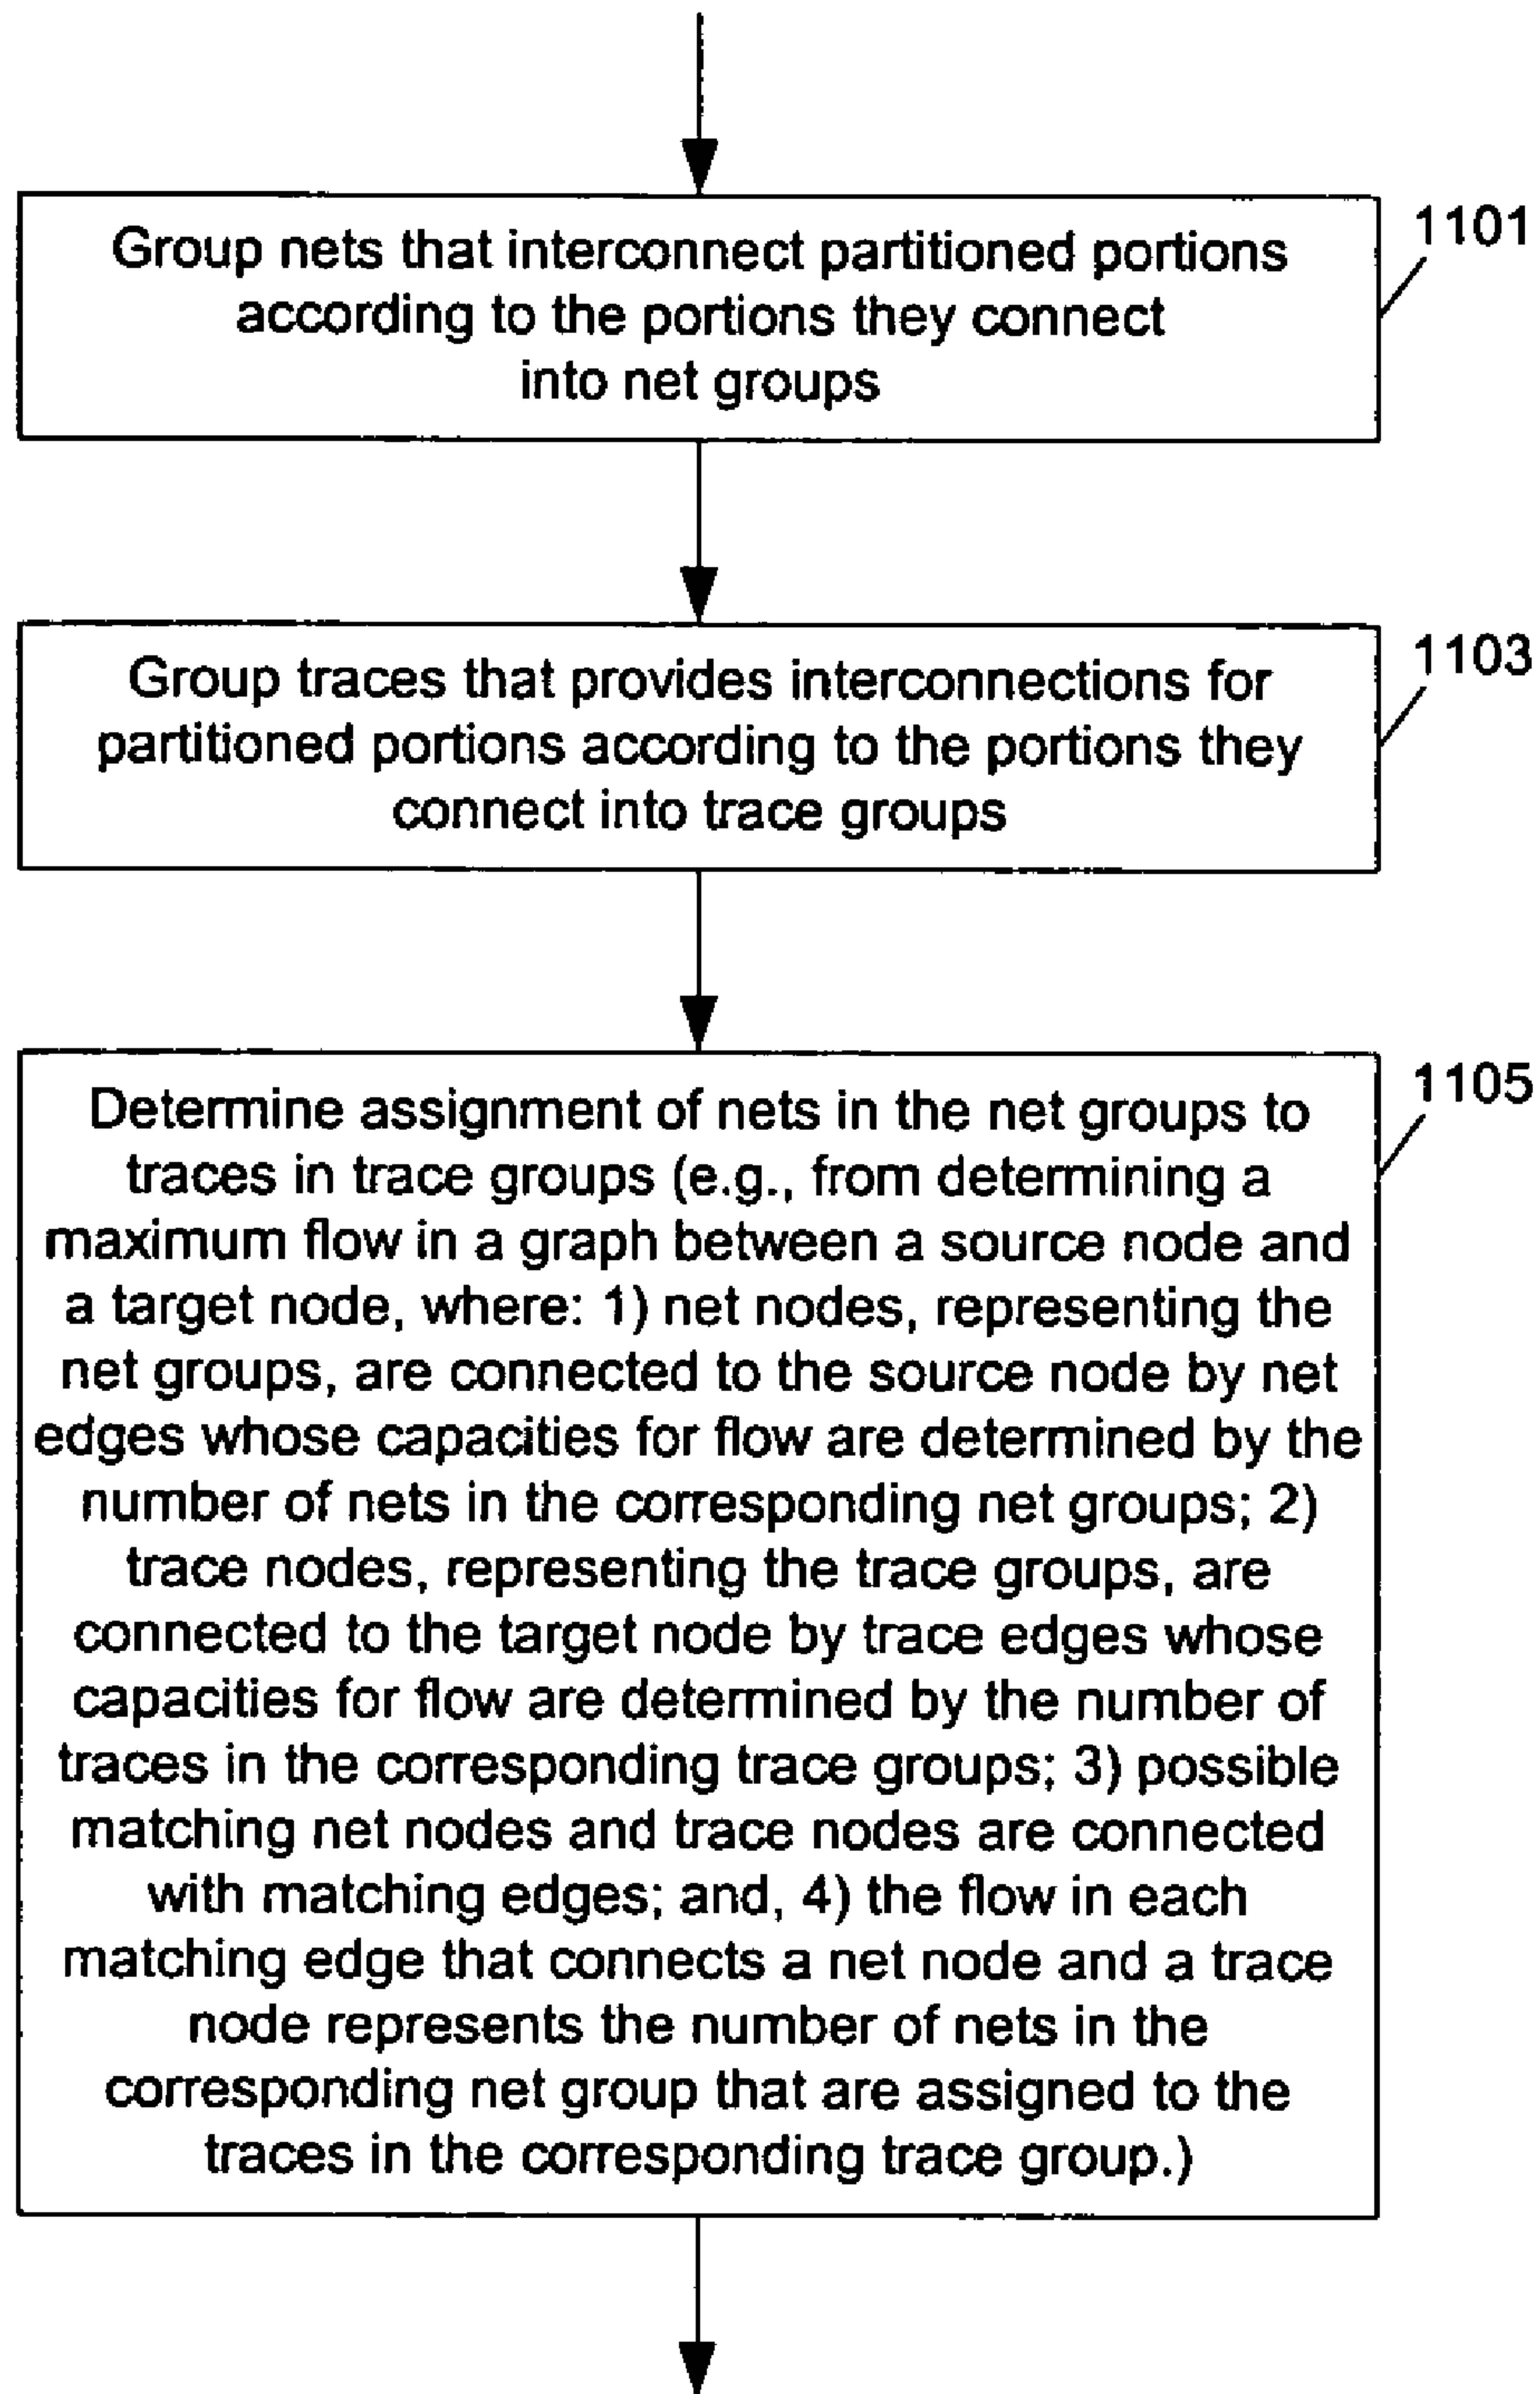 Group nets that interconnect partitioned portions
according to the portions they connect
into net groups
1101
Group traces that provides interconnections for
partitioned portions according to the portions they
connect into trace groups
1103
Determine assignment of nets in the net groups to
traces in trace groups (e.g., from determining a
maximum flow in a graph between a source node and
a target node, where: 1) net nodes, representing the
net groups, are connected to the source node by net
edges whose capacities for flow are determined by the
number of nets in the corresponding net groups; 2)
trace nodes, representing the trace groups, are
connected to the target node by trace edges whose
capacities for flow are determined by the number of
traces in the corresponding trace groups; 3) possible
matching net nodes and trace nodes are connected
with matching edges; and, 4) the flow in each
matching edge that connects a net node and a trace
node represents the number of nets in the
corresponding net group that are assigned to the
traces in the corresponding trace group.)
1105